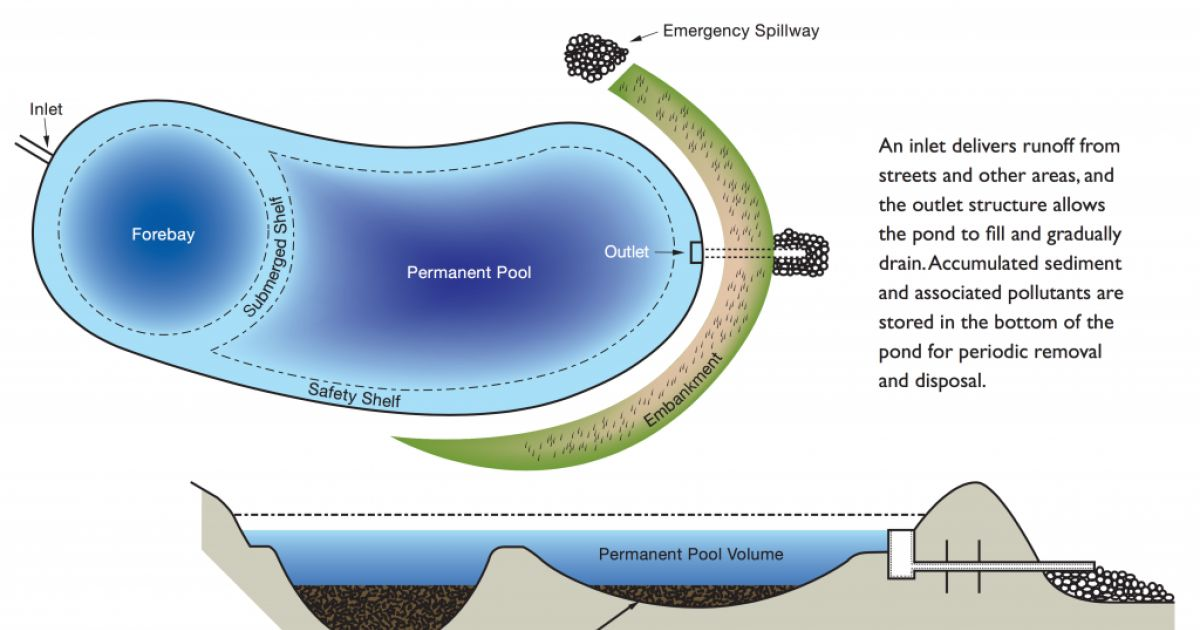 Emergency Spillway
Inlet
Forebay
Submerged Shelf
Permanent Pool
Outlet
Safety Shelf
Embankment
An inlet delivers runoff from
streets and other areas, and
the outlet structure allows
the pond to fill and gradually
drain. Accumulated sediment
and associated pollutants are
stored in the bottom of the
pond for periodic removal
and disposal.
Permanent Pool Volume